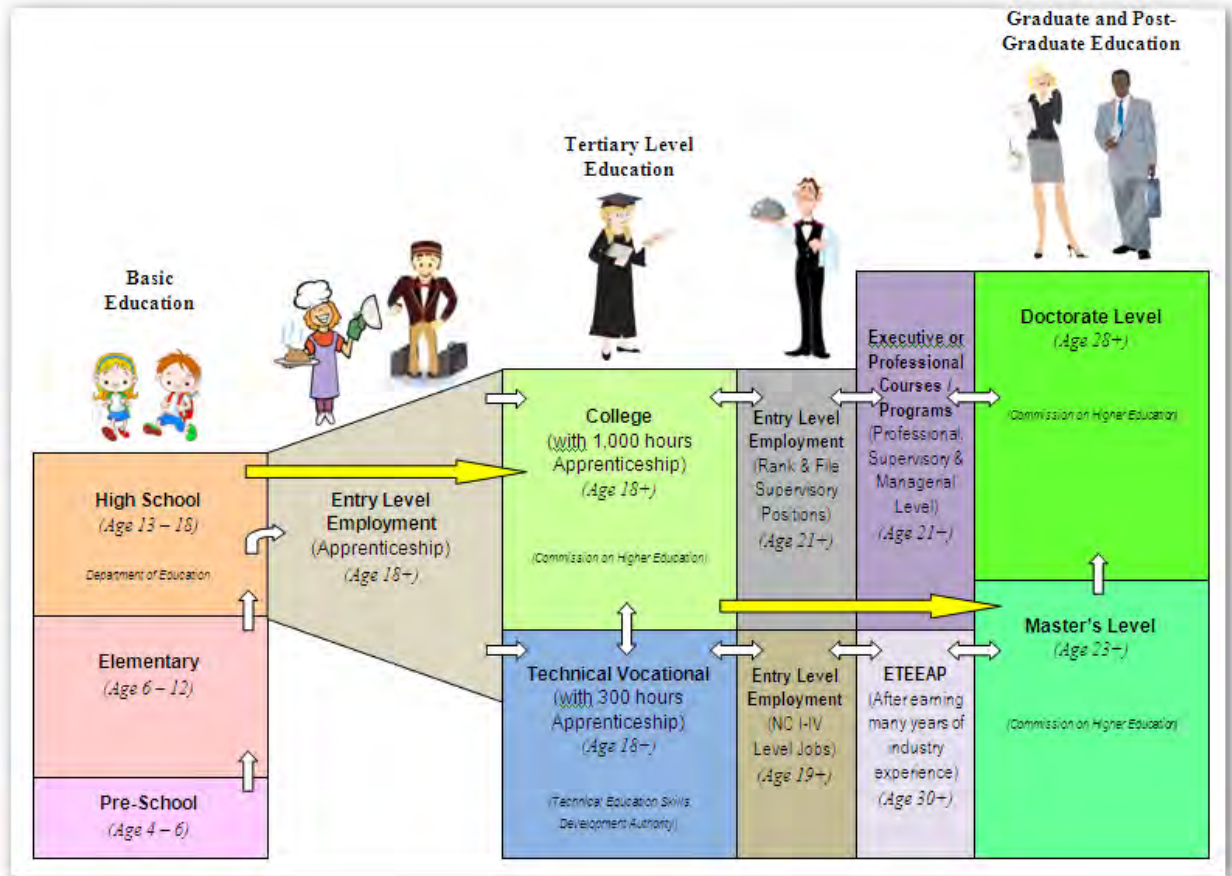 Graduate and Post-
Graduate Education
Tertiary Level
Education
Basic
Education
High School
(Age 13 – 18)
Department of Education
Elementary
(Age 6 – 12)
Pre-School
(Age 4 – 6)
Entry Level
Employment
(Apprenticeship)
(Age 18+)
College
(with 1,000 hours
Apprenticeship)
(Age 18+)
(Commission on Higher Education)
Technical Vocational
(with 300 hours
Apprenticeship)
(Age 18+)
(Technical Education Skills
Development Authority)
Entry Level
Employment
(Rank & File
Supervisory
Positions)
(Age 21+)
Entry Level
Employment
(NC I-IV
Level Jobs)
(Age 19+)
Executive or
Professional
Courses /
Programs
(Professional,
Supervisory &
Managerial
Level)
(Age 21+)
ETEEAP
(After earning
many years of
industry
experience)
(Age 30+)
Doctorate Level
(Age 28+)
(Commission on Higher Education)
Master's Level
(Age 23+)
(Commission on Higher Education)